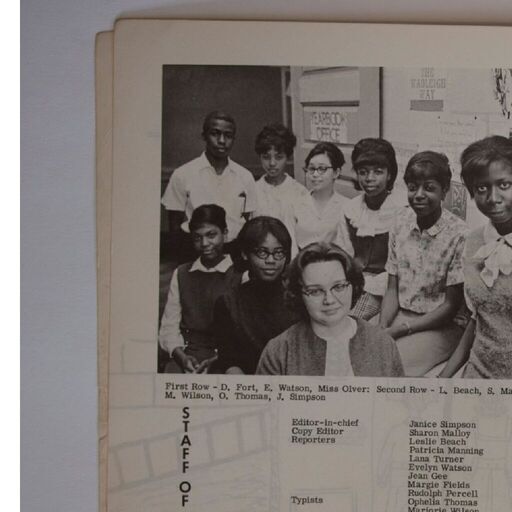 THE
WADLEIGH
WAY
YEARBOOK
OFFICE
First Row - D. Fort, E. Watson, Miss Olver: Second Row - L. Beach, S. Ma
M. Wilson, O. Thomas, J. Simpson
STAFF OF
Editor-in-chief Janice Simpson
Copy Editor Sharon Malloy
Reporters Leslie Beach
Patricia Manning
Lana Turner
Evelyn Watson
Jean Gee
Margie Fields
Rudolph Percell
Typists Ophelia Thomas
Marjorie Wilson